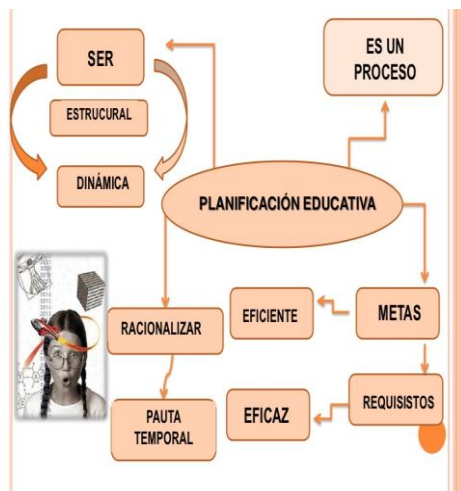 SER
ES UN
PROCESO
ESTRUCURAL
DINÁMICA
PLANIFICACIÓN EDUCATIVA
RACIONALIZAR
EFICIENTE
METAS
PAUTA
TEMPORAL
EFICAZ
REQUISISTOS